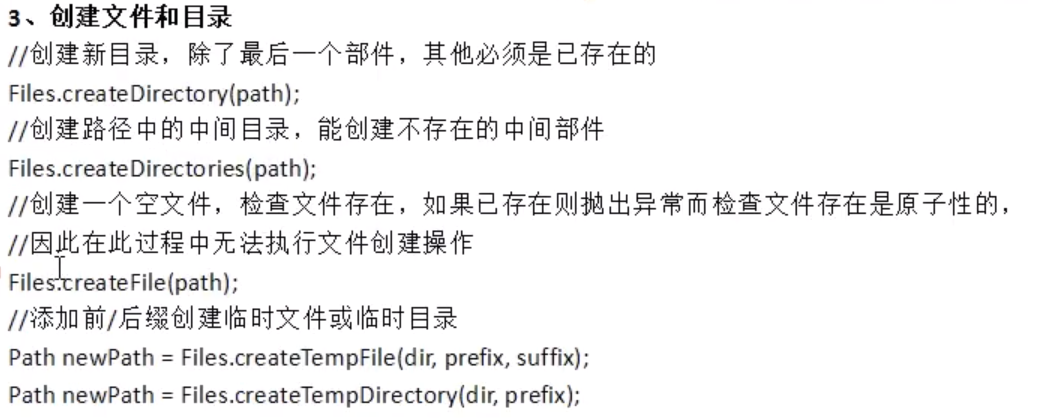 3、创建文件和目录
//创建新目录，除了最后一个部件，其他必须是已存在的
Files.createDirectory(path);
//创建路径中的中间目录，能创建不存在的中间部件
Files.createDirectories(path);
//创建一个空文件，检查文件存在，如果已存在则抛出异常而检查文件存在是原子性的，
//因此在此过程中无法执行文件创建操作
Files.createFile(path);
//添加前/后缀创建临时文件或临时目录
Path newPath = Files.createTempFile(dir, prefix, suffix);
Path newPath = Files.createTempDirectory(dir, prefix);